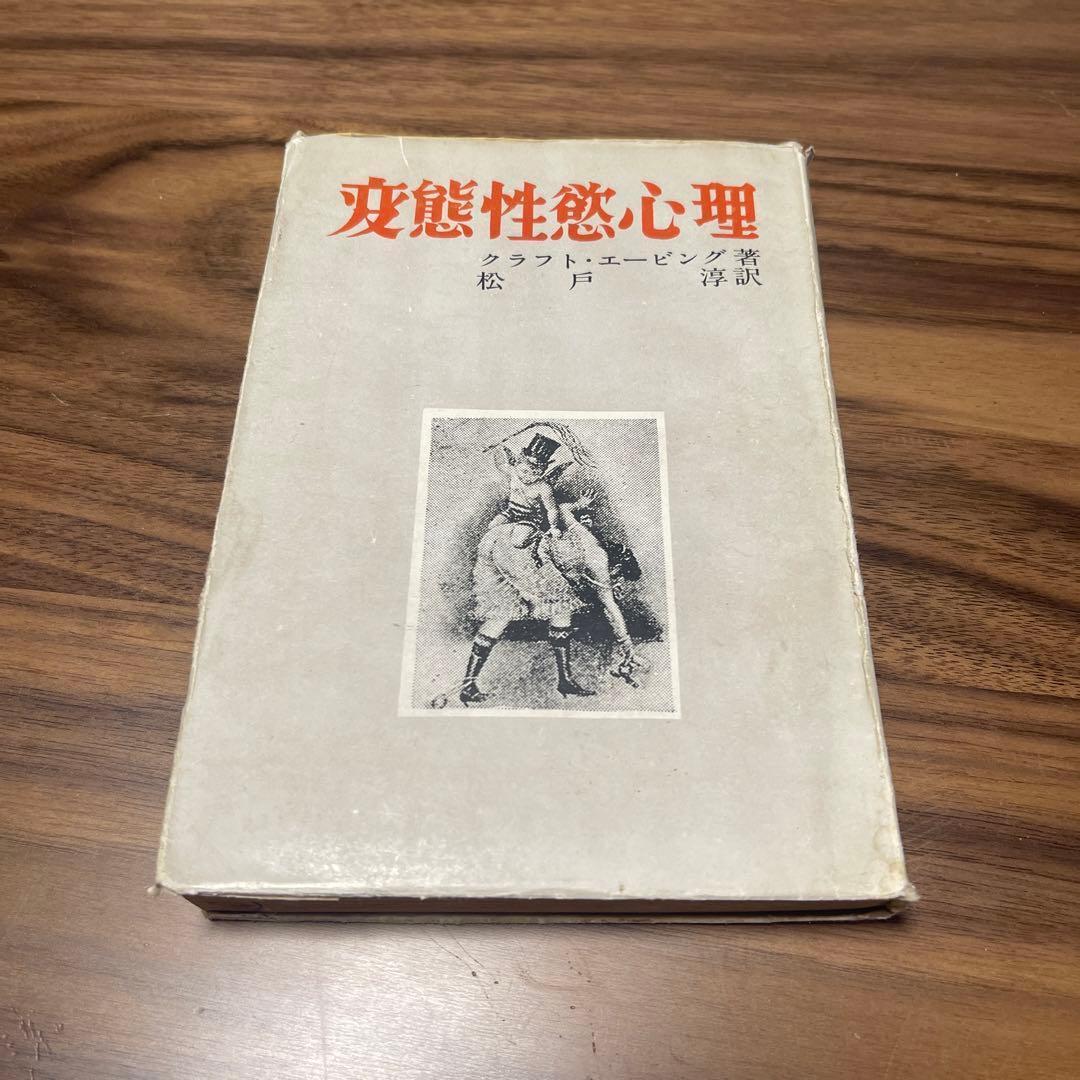 変態性慾心理
クラフト・エービング著
松戸淳訳